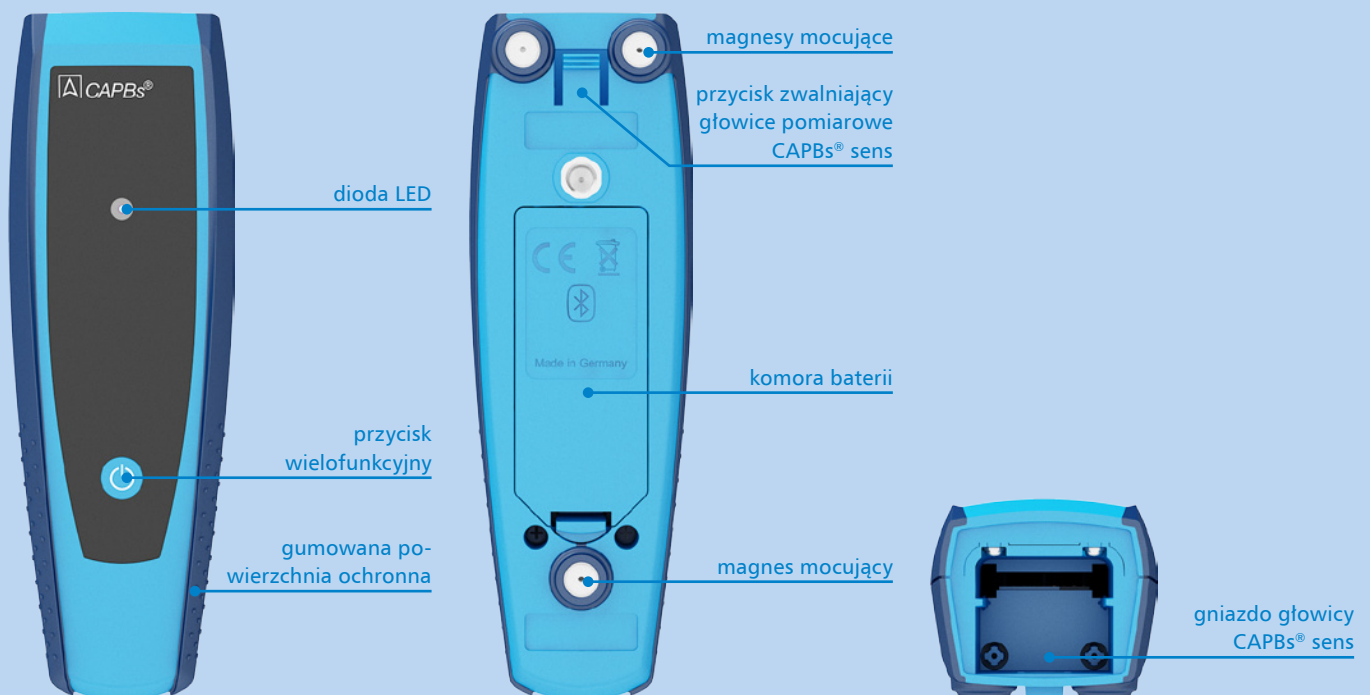 CAPBs®
dioda LED
przycisk
wielofunkcyjny
gumowana po-
wierzchnia ochronna
magnesy mocujące
przycisk zwalniający
głowice pomiarowe
CAPBs® sens
CE
Made in Germany
komora baterii
magnes mocujący
gniazdo głowicy
CAPBs® sens